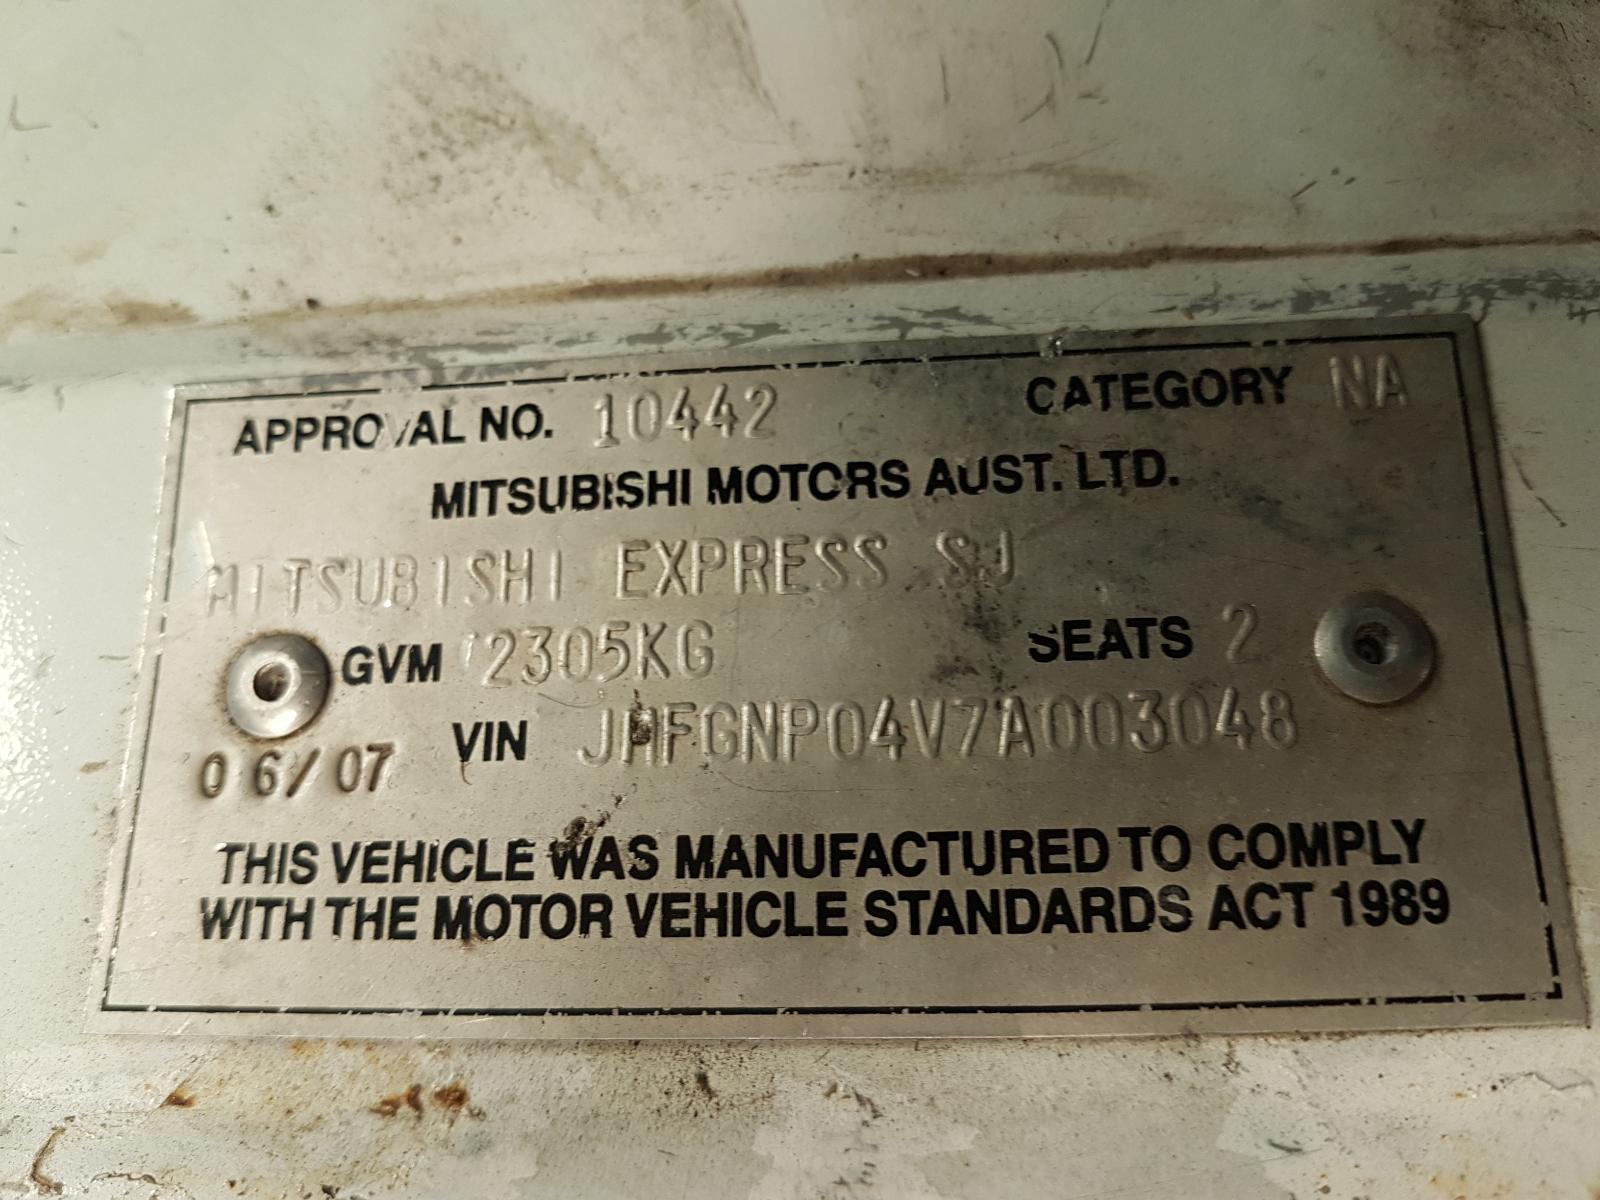 APPROVAL NO. 10442 CATEGORY NA
MITSUBISHI MOTORS AUST. LTD.
MITSUBISHI EXPRESS SJ
GVM 2305KG SEATS 2
VIN JMFGNP04V7A003048
06/07
THIS VEHICLE WAS MANUFACTURED TO COMPLY
WITH THE MOTOR VEHICLE STANDARDS ACT 1989